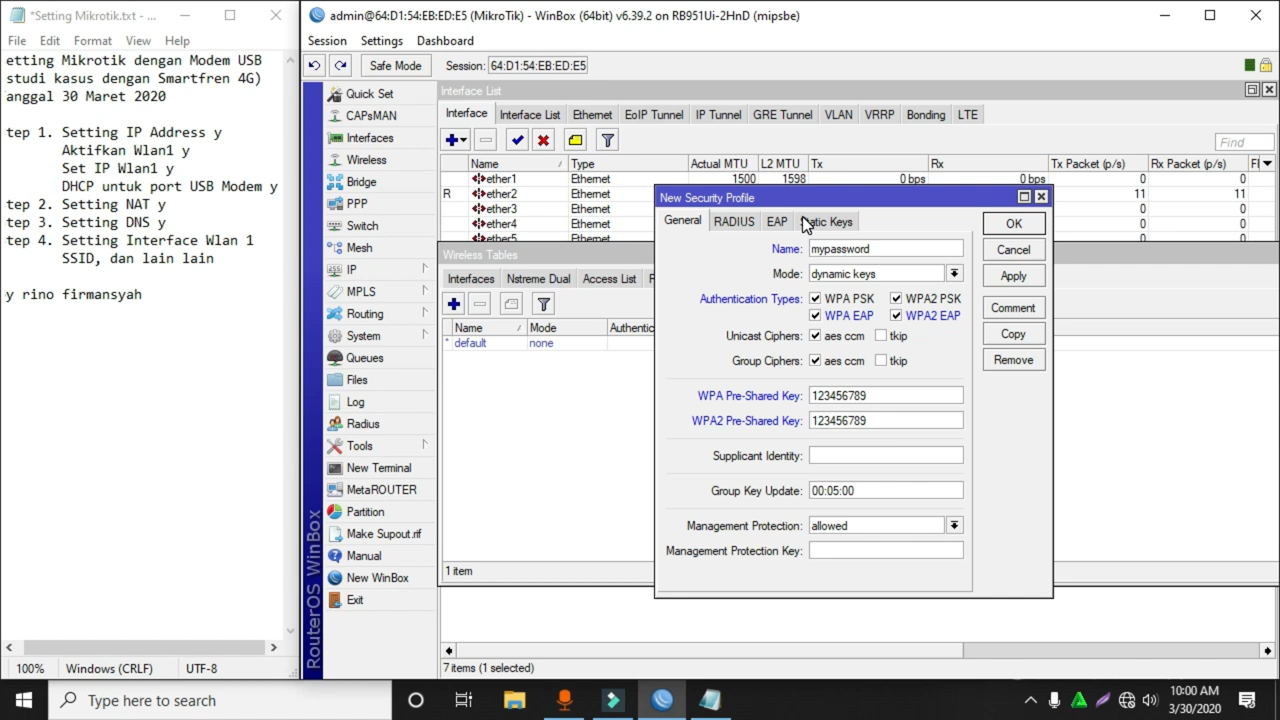 *Setting Mikrotik.txt - ...
File Edit Format View Help
etting Mikrotik dengan Modem USB
studi kasus dengan Smartfren 4G)
anggal 30 Maret 2020
tep 1. Setting IP Address y
Aktifkan Wlan1 y
Set IP Wlan1 y
DHCP untuk port USB Modem y
tep 2. Setting NAT y
tep 3. Setting DNS y
tep 4. Setting Interface Wlan 1
SSID, dan lain lain
y rino firmansyah
100% Windows (CRLF) UTF-8
admin@64:D1:54:EB:ED:E5 (MikroTik) - WinBox (64bit) v6.39.2 on RB951Ui-2HnD (mipsbe)
Session Settings Dashboard
Safe Mode Session: 64:D1:54:EB:ED:E5
RouterOS WinBox
Quick Set
CAPsMAN
Interfaces
Wireless
Bridge
PPP
Switch
Mesh
IP
MPLS
Routing
System
Queues
Files
Log
Radius
Tools
New Terminal
MetaROUTER
Partition
Make Supout.rif
Manual
New WinBox
Exit
Interface List
Interface Interface List Ethernet EoIP Tunnel IP Tunnel GRE Tunnel VLAN VRRP Bonding LTE
Find
Name Type Actual MTU L2 MTU Tx Rx Tx Packet (p/s) Rx Packet (p/s)
ether1 Ethernet 1500 1598 0 bps 0 bps 0 0
R ether2 Ethernet 11 11
ether3 Ethernet 0 0
ether4 Ethernet 0 0
ether5 Ethernet 0 0
Wireless Tables
Interfaces Nstreme Dual Access List
Name Mode Authentic
* default none
1 item
7 items (1 selected)
New Security Profile
General RADIUS EAP Keys
Name: mypassword
Mode: dynamic keys
Authentication Types: WPA PSK WPA2 PSK
WPA EAP WPA2 EAP
Unicast Ciphers: aes ccm tkip
Group Ciphers: aes ccm tkip
WPA Pre-Shared Key: 123456789
WPA2 Pre-Shared Key: 123456789
Supplicant Identity:
Group Key Update: 00:05:00
Management Protection: allowed
Management Protection Key:
OK
Cancel
Apply
Comment
Copy
Remove
Type here to search
10:00 AM
3/30/2020